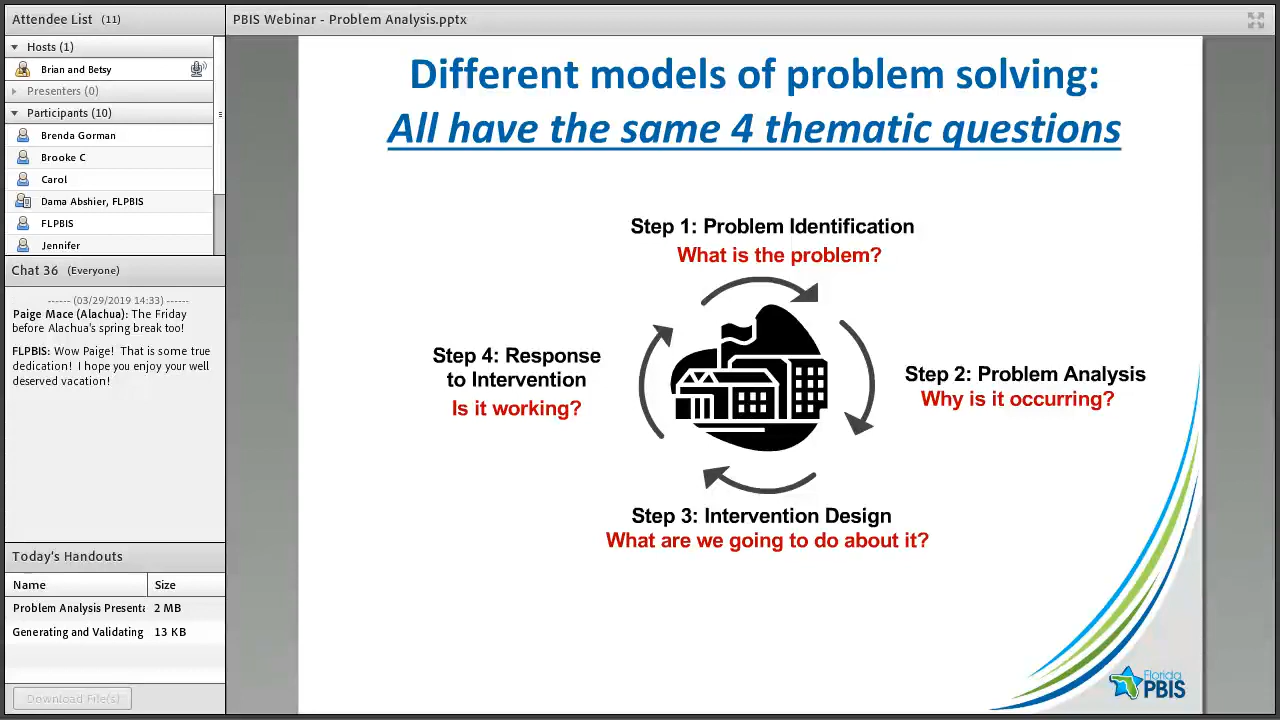 Attendee List (11)
Hosts (1)
Brian and Betsy
Presenters (0)
Participants (10)
Brenda Gorman
Brooke C
Carol
Dama Abshier, FLPBIS
FLPBIS
Jennifer
Chat 36 (Everyone)
------ (03/29/2019 14:33) ------
Paige Mace (Alachua): The Friday
before Alachua's spring break too!
FLPBIS: Wow Paige! That is some true
dedication! I hope you enjoy your well
deserved vacation!
Today's Handouts
Name Size
Problem Analysis Presenta 2 MB
Generating and Validating 13 KB
Download File(s)
PBIS Webinar - Problem Analysis.pptx
Different models of problem solving:
All have the same 4 thematic questions
Step 1: Problem Identification
What is the problem?
Step 2: Problem Analysis
Why is it occurring?
Step 3: Intervention Design
What are we going to do about it?
Step 4: Response
to Intervention
Is it working?
Florida
PBIS